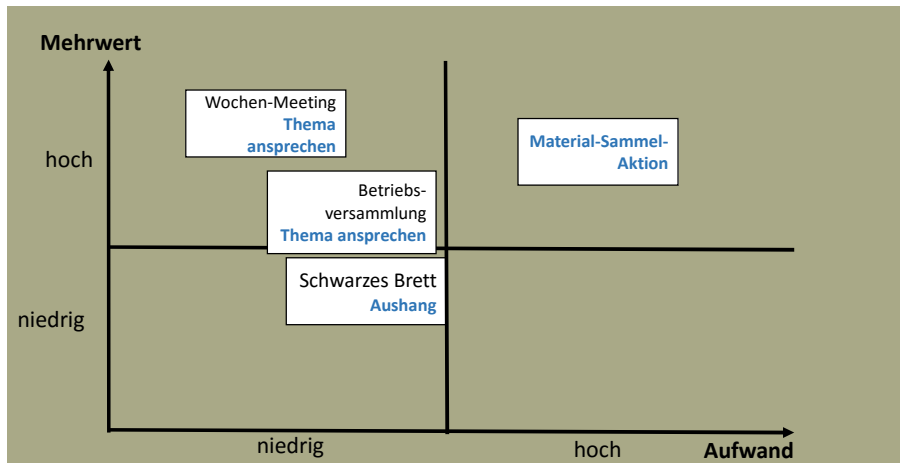 Mehrwert
Wochen-Meeting
Thema
ansprechen
hoch
Material-Sammel-
Aktion
Betriebs-
versammlung
Thema ansprechen
Schwarzes Brett
Aushang
niedrig
niedrig
hoch
Aufwand